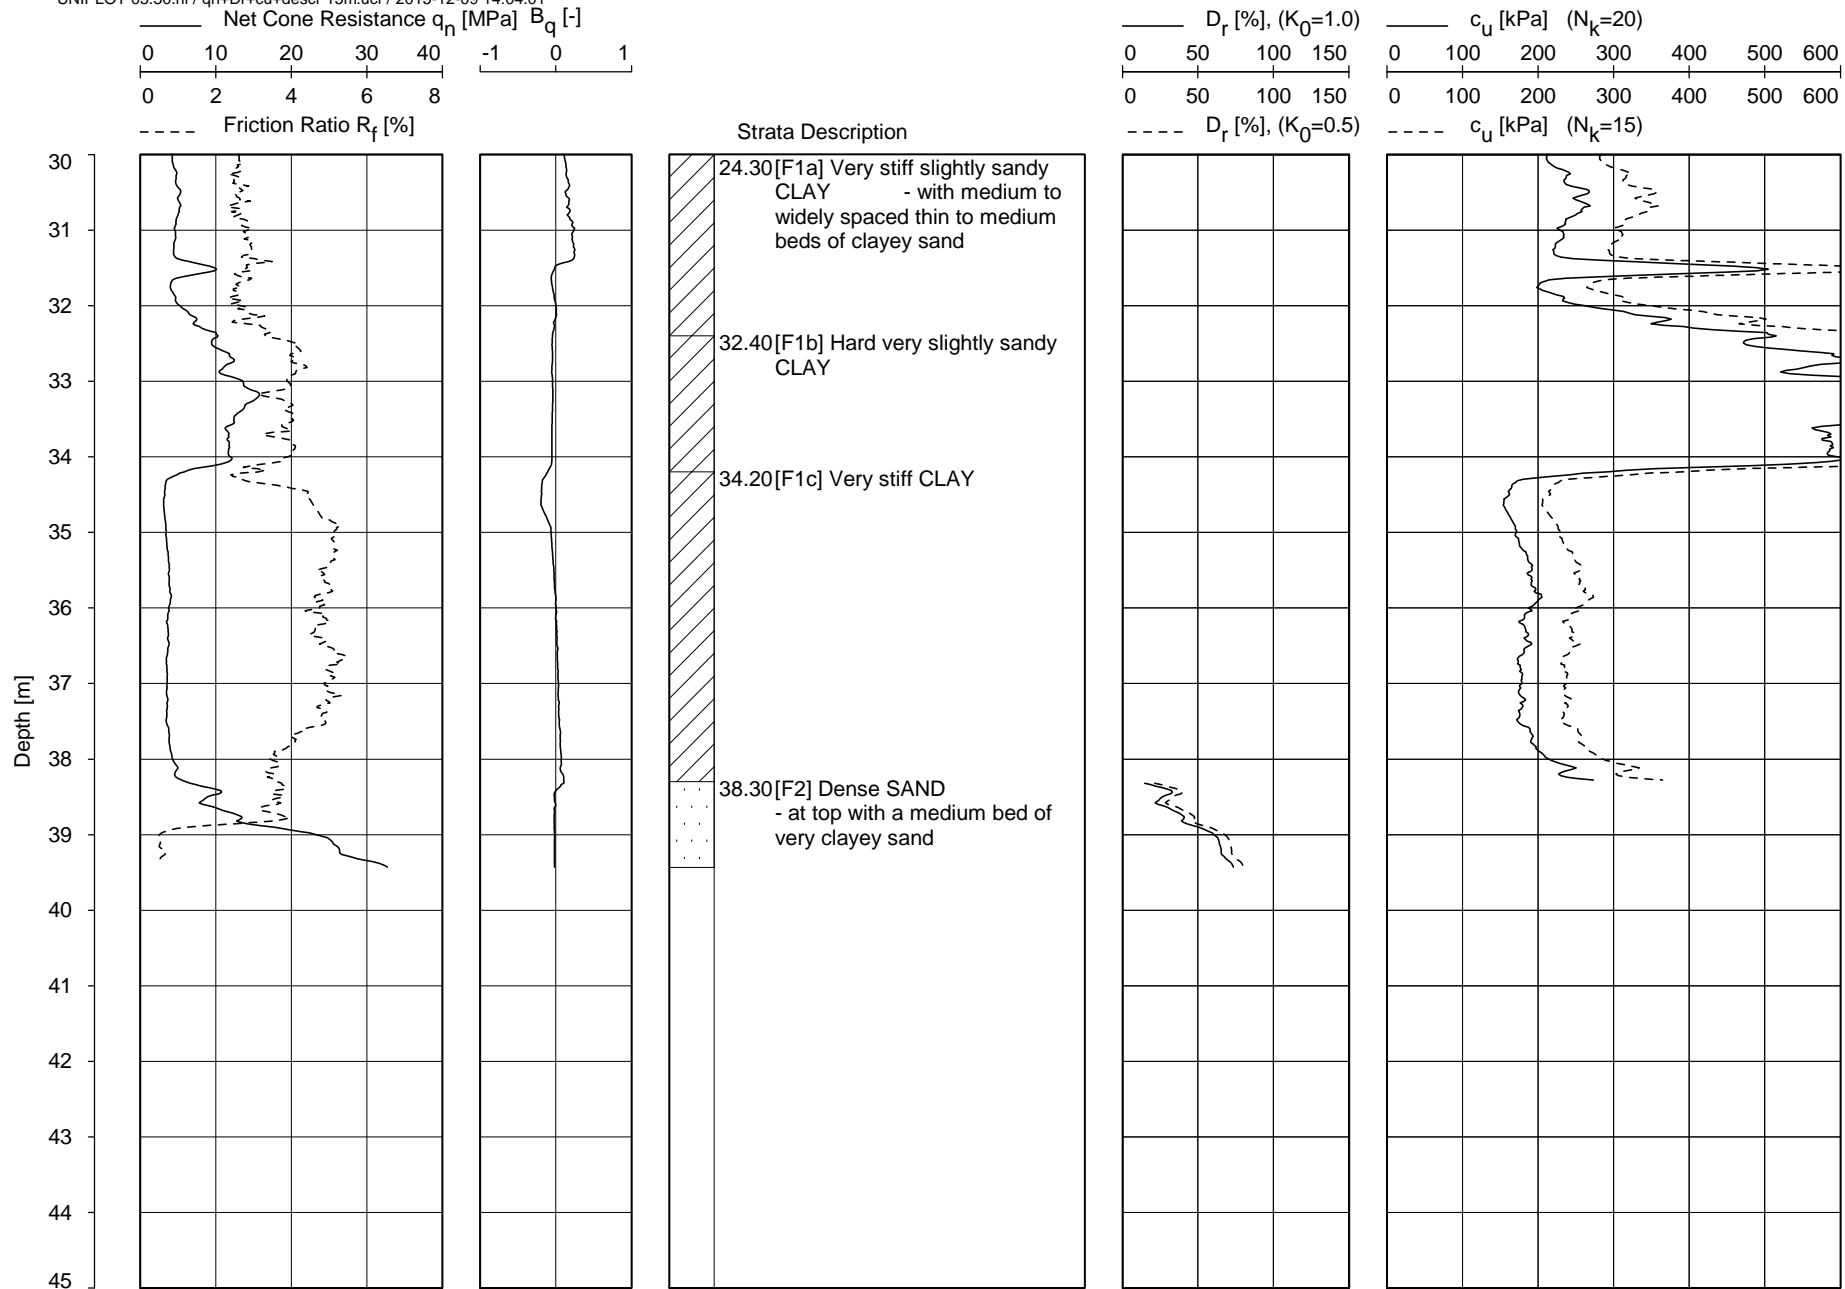 Net Cone Resistance qn [MPa] Bq [-]
Dr [%], (K0=1.0)
cu [kPa] (Nk=20)
0 10 20 30 40
-1 0 1
0 50 100 150
0 100 200 300 400 500 600
0 2 4 6 8
0 50 100 150
0 100 200 300 400 500 600
Friction Ratio Rf [%]
Strata Description
Dr [%], (K0=0.5)
cu [kPa] (Nk=15)
30
31
32
33
34
35
36
37
38
39
40
41
42
43
44
45
Depth [m]
24.30 [F1a] Very stiff slightly sandy
CLAY - with medium to
widely spaced thin to medium
beds of clayey sand
32.40 [F1b] Hard very slightly sandy
CLAY
34.20 [F1c] Very stiff CLAY
38.30 [F2] Dense SAND
- at top with a medium bed of
very clayey sand